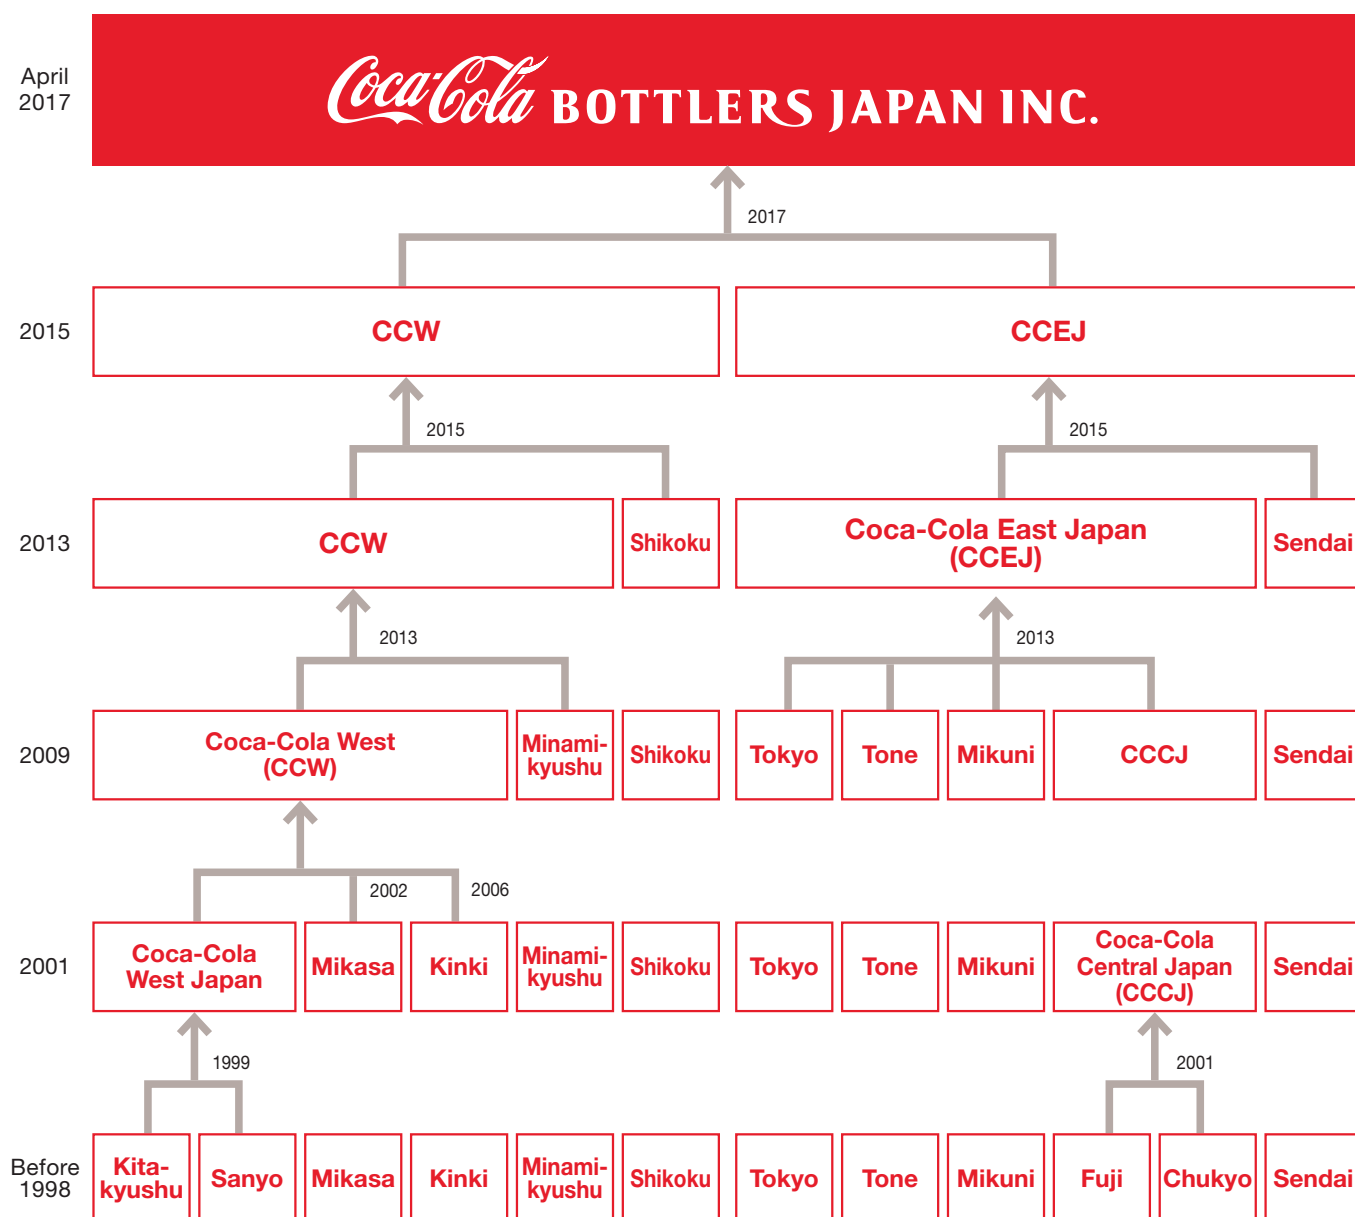 April
2017
Coca-Cola BOTTLERS JAPAN INC.
2017
2015
CCW
CCEJ
2015
2015
2013
CCW
Shikoku
Coca-Cola East Japan
(CCEJ)
Sendai
2013
2013
2009
Coca-Cola West
(CCW)
Minami-
kyushu
Shikoku
Tokyo
Tone
Mikuni
CCCJ
Sendai
2002
2006
2001
Coca-Cola
West Japan
Mikasa
Kinki
Minami-
kyushu
Shikoku
Tokyo
Tone
Mikuni
Coca-Cola
Central Japan
(CCCJ)
Sendai
1999
2001
Before
1998
Kita-
kyushu
Sanyo
Mikasa
Kinki
Minami-
kyushu
Shikoku
Tokyo
Tone
Mikuni
Fuji
Chukyo
Sendai